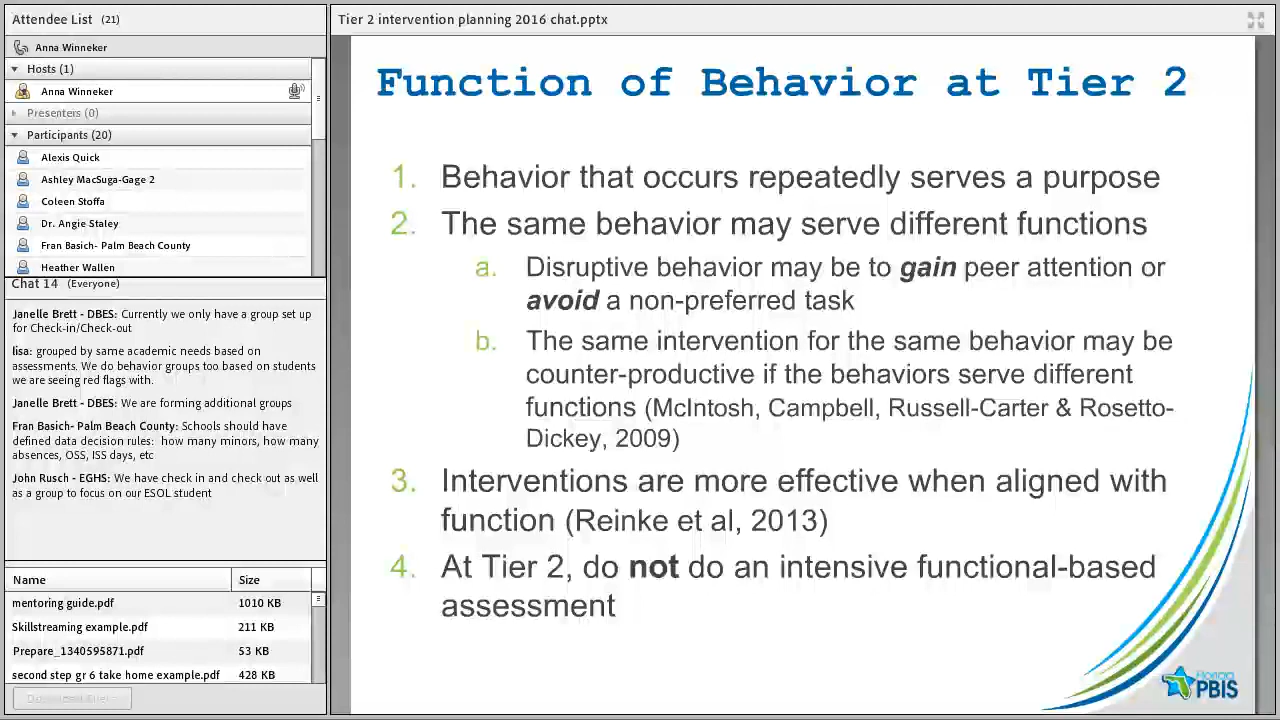 Attendee List (21)
Anna Winneker
Hosts (1)
Anna Winneker
Presenters (0)
Participants (20)
Alexis Quick
Ashley MacSuga-Gage 2
Coleen Stoffa
Dr. Angie Staley
Fran Basich- Palm Beach County
Heather Wallen
Chat 14 (Everyone)
Janelle Brett - DBES: Currently we only have a group set up
for Check-in/Check-out
lisa: grouped by same academic needs based on
assessments. We do behavior groups too based on students
we are seeing red flags with.
Janelle Brett - DBES: We are forming additional groups
Fran Basich- Palm Beach County: Schools should have
defined data decision rules: how many minors, how many
absences, OSS, ISS days, etc
John Rusch - EGHS: We have check in and check out as well
as a group to focus on our ESOL student
Name Size
mentoring guide.pdf 1010 KB
Skillstreaming example.pdf 211 KB
Prepare_1340595871.pdf 53 KB
second step gr 6 take home example.pdf 428 KB
Tier 2 intervention planning 2016 chat.pptx
Function of Behavior at Tier 2
1. Behavior that occurs repeatedly serves a purpose
2. The same behavior may serve different functions
a. Disruptive behavior may be to gain peer attention or
avoid a non-preferred task
b. The same intervention for the same behavior may be
counter-productive if the behaviors serve different
functions (McIntosh, Campbell, Russell-Carter & Rosetto-
Dickey, 2009)
3. Interventions are more effective when aligned with
function (Reinke et al, 2013)
4. At Tier 2, do not do an intensive functional-based
assessment
Florida
PBIS